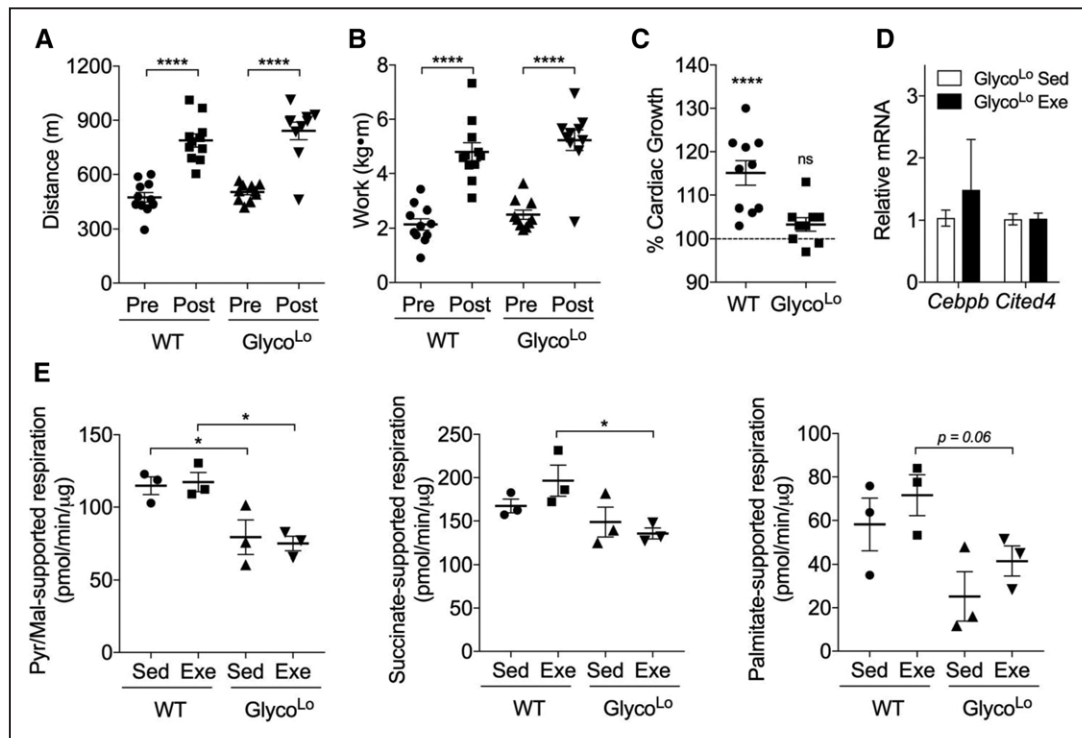 A
Distance (m)
1200
900
600
300
0
****
****
Pre Post Pre Post
WT Glyco^Lo
B
Work (kg•m)
8
6
4
2
0
****
****
Pre Post Pre Post
WT Glyco^Lo
C
% Cardiac Growth
140
130
120
110
100
90
****
ns
WT Glyco^Lo
D
Relative mRNA
3
2
1
0
Glyco^Lo Sed
Glyco^Lo Exe
Cebpb Cited4
E
Pyr/Mal-supported respiration
(pmol/min/µg)
150
100
50
0
*
*
Sed Exe Sed Exe
WT Glyco^Lo
Succinate-supported respiration
(pmol/min/µg)
250
200
150
100
50
0
*
Sed Exe Sed Exe
WT Glyco^Lo
Palmitate-supported respiration
(pmol/min/µg)
100
80
60
40
20
0
p = 0.06
Sed Exe Sed Exe
WT Glyco^Lo